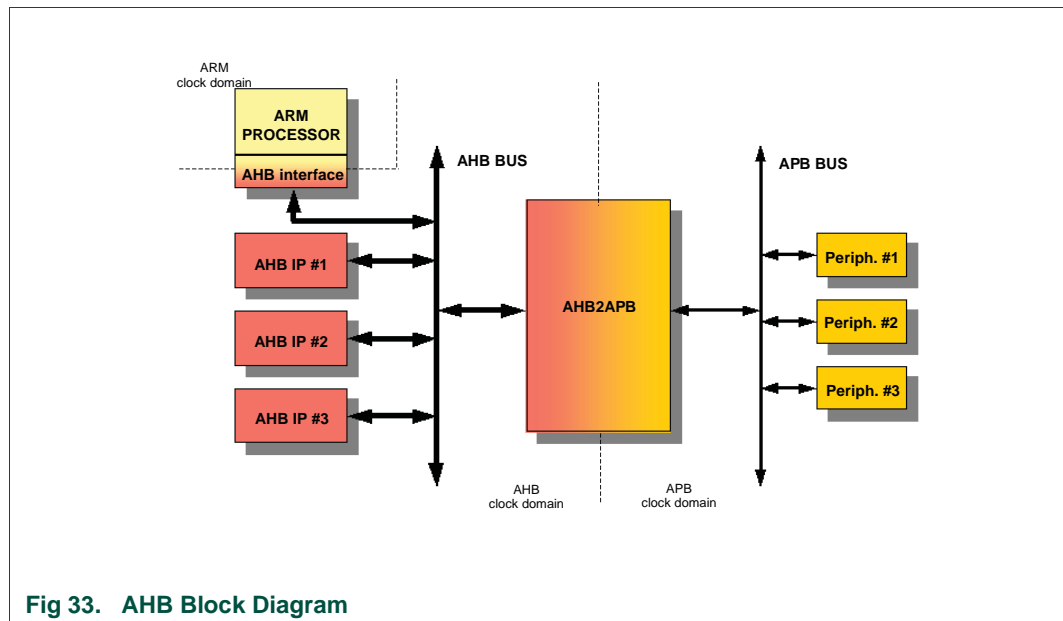 ARM
clock domain
ARM
PROCESSOR
AHB interface
AHB BUS
APB BUS
AHB IP #1
AHB IP #2
AHB IP #3
AHB2APB
Periph. #1
Periph. #2
Periph. #3
AHB
clock domain
APB
clock domain
Fig 33. AHB Block Diagram